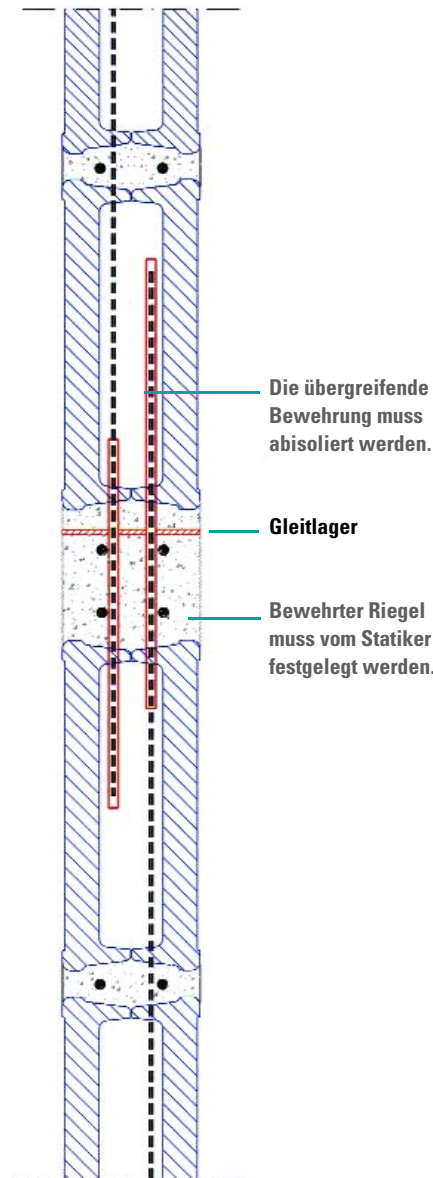 Die übergreifende
Bewehrung muss
abisoliert werden.
Gleitlager
Bewehrter Riegel
muss vom Statiker
festgelegt werden.